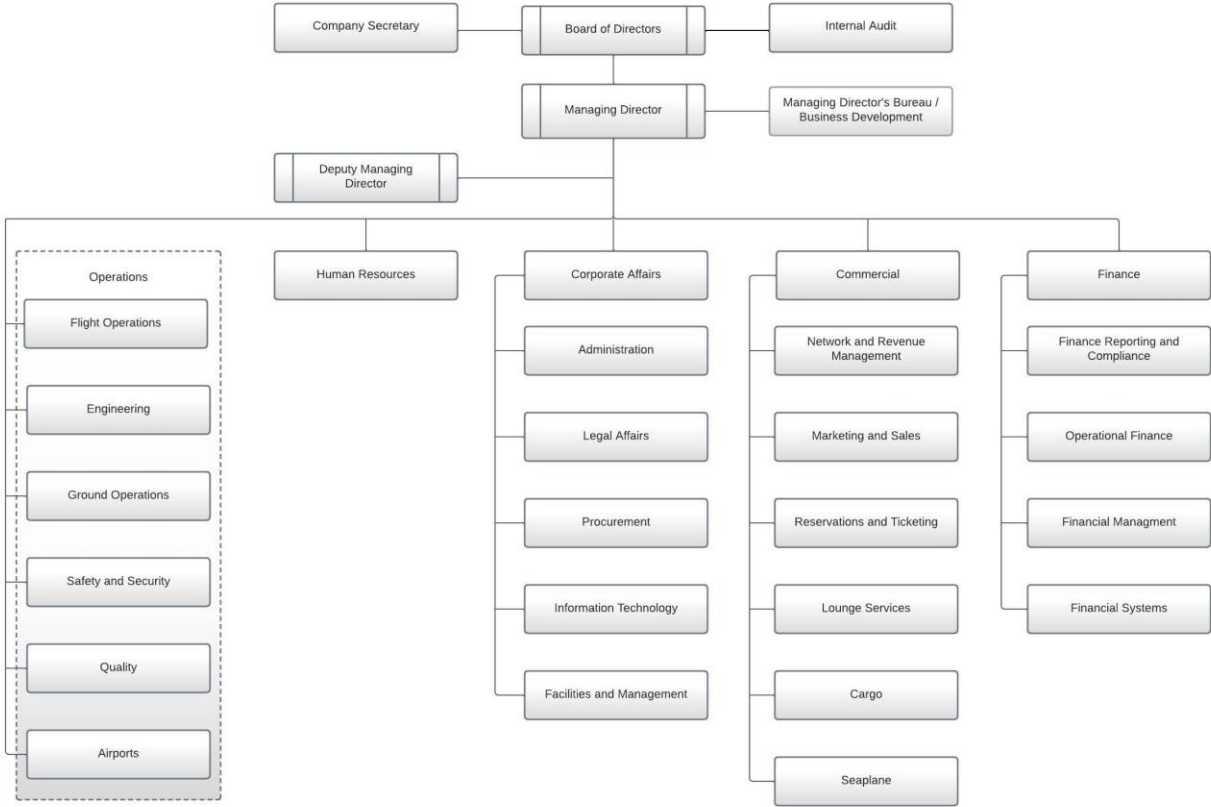 Company Secretary
Board of Directors
Internal Audit
Managing Director
Managing Director's Bureau /
Business Development
Deputy Managing
Director
Operations
Flight Operations
Engineering
Ground Operations
Safety and Security
Quality
Airports
Human Resources
Corporate Affairs
Administration
Legal Affairs
Procurement
Information Technology
Facilities and Management
Commercial
Network and Revenue
Management
Marketing and Sales
Reservations and Ticketing
Lounge Services
Cargo
Seaplane
Finance
Finance Reporting and
Compliance
Operational Finance
Financial Managment
Financial Systems